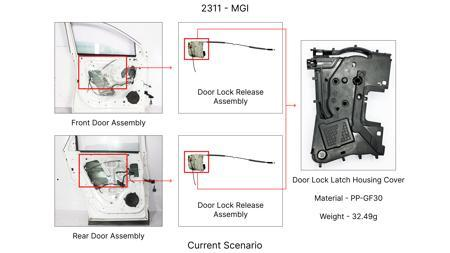 2311 - MGI
Door Lock Release
Assembly
Front Door Assembly
Door Lock Latch Housing Cover
Material - PP-GF30
Weight - 32.49g
Door Lock Release
Assembly
Rear Door Assembly
Current Scenario